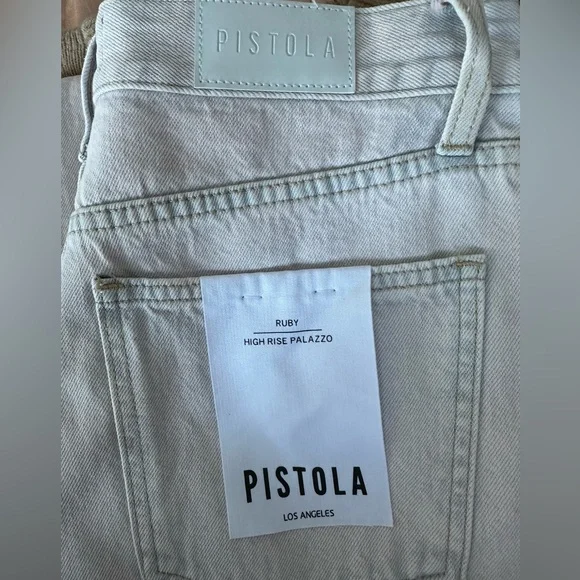 PISTOLA
RUBY
HIGH RISE PALAZZO
PISTOLA
LOS ANGELES